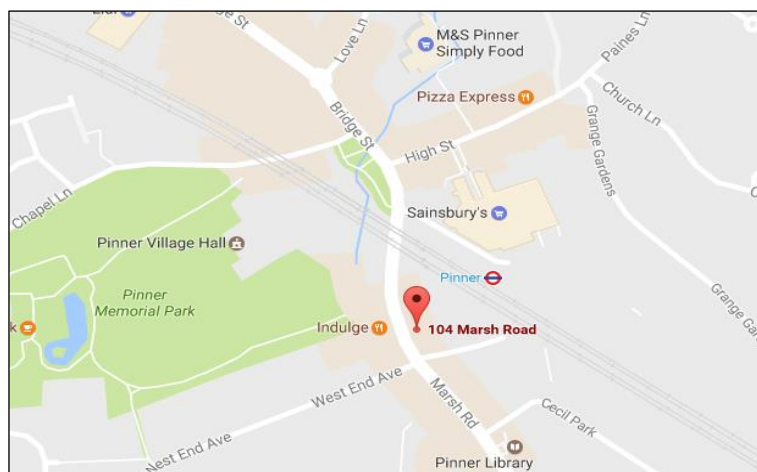 Bridge St
Love Ln
M&S Pinner
Simply Food
Paines Ln
Pizza Express
Church Ln
Grange Gardens
High St
Chapel Ln
Sainsbury's
Pinner Village Hall
Pinner
Pinner
Memorial Park
Grange Gardens
Indulge
104 Marsh Road
West End Ave
Marsh Rd
Cecil Park
West End Ave
Pinner Library